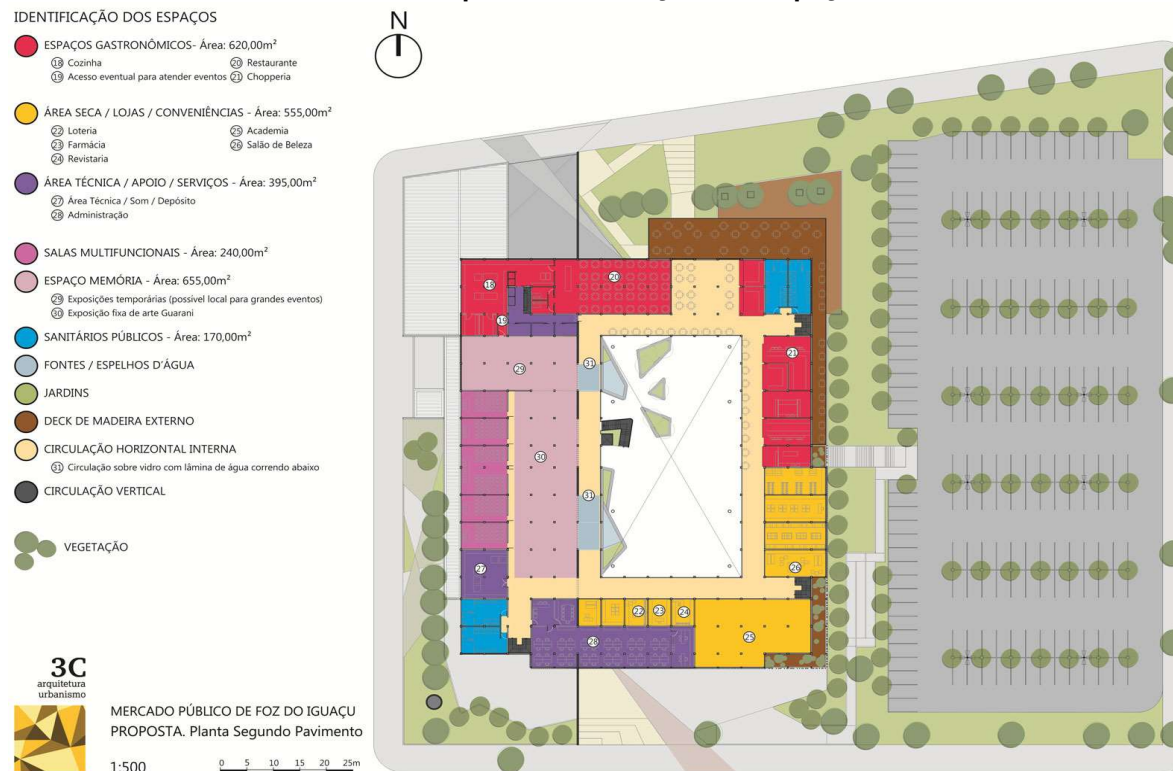 IDENTIFICAÇÃO DOS ESPAÇOS
ESPAÇOS GASTRONÔMICOS- Área: 620,00m²
18 Cozinha
20 Restaurante
19 Acesso eventual para atender eventos
21 Chopperia
ÁREA SECA / LOJAS / CONVENIÊNCIAS - Área: 555,00m²
22 Loteria
25 Academia
23 Farmácia
26 Salão de Beleza
24 Revistaria
ÁREA TÉCNICA / APOIO / SERVIÇOS - Área: 395,00m²
27 Área Técnica / Som / Depósito
28 Administração
SALAS MULTIFUNCIONAIS - Área: 240,00m²
ESPAÇO MEMÓRIA - Área: 655,00m²
29 Exposições temporárias (possível local para grandes eventos)
30 Exposição fixa de arte Guarani
SANITÁRIOS PÚBLICOS - Área: 170,00m²
FONTES / ESPELHOS D'ÁGUA
JARDINS
DECK DE MADEIRA EXTERNO
CIRCULAÇÃO HORIZONTAL INTERNA
31 Circulação sobre vidro com lâmina de água correndo abaixo
CIRCULAÇÃO VERTICAL
VEGETAÇÃO
3C
arquitetura
urbanismo
MERCADO PÚBLICO DE FOZ DO IGUAÇU
PROPOSTA. Planta Segundo Pavimento
1:500
0 5 10 15 20 25m
N
18
20
19
31
21
29
30
31
27
26
22
23
24
25
28